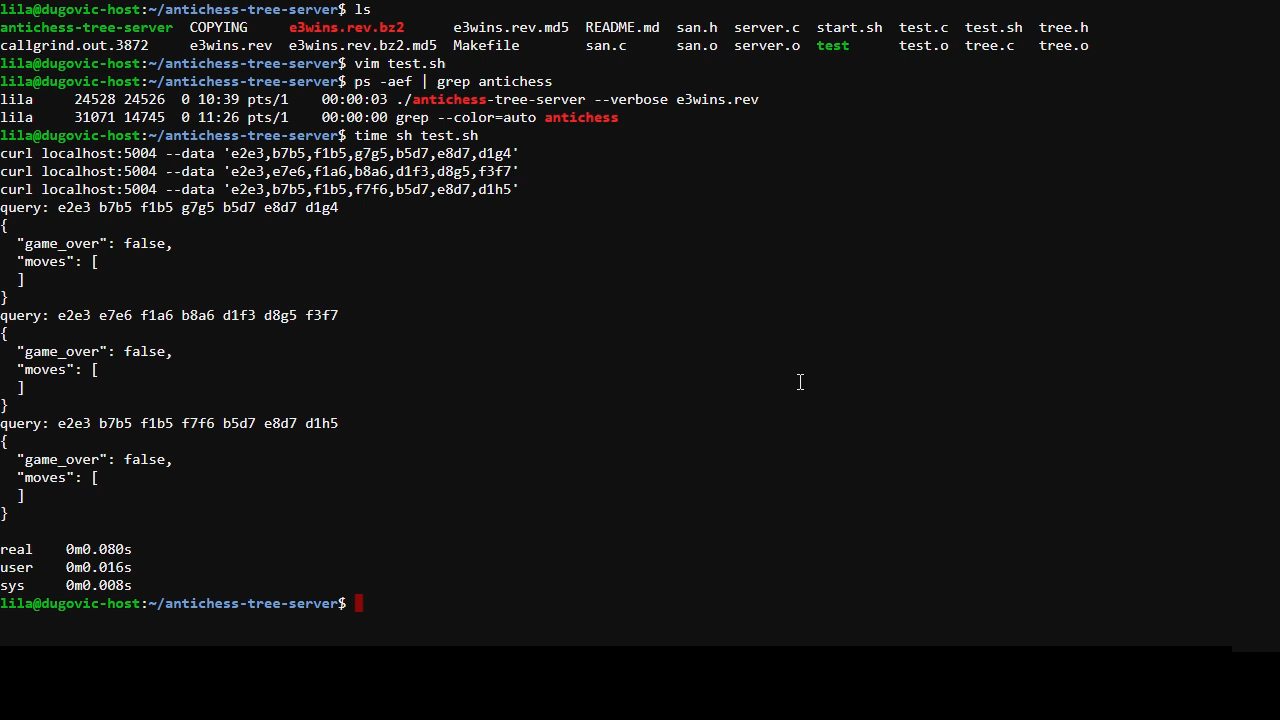 lila@dugovic-host:~/antichess-tree-server$ ls
antichess-tree-server  COPYING     e3wins.rev.bz2      e3wins.rev.md5  README.md  san.h  server.c  start.sh  test.c  test.sh  tree.h
callgrind.out.3872     e3wins.rev  e3wins.rev.bz2.md5  Makefile        san.c      san.o  server.o  test      test.o  tree.c   tree.o
lila@dugovic-host:~/antichess-tree-server$ vim test.sh
lila@dugovic-host:~/antichess-tree-server$ ps -aef | grep antichess
lila     24528 24526  0 10:39 pts/1    00:00:03 ./antichess-tree-server --verbose e3wins.rev
lila     31071 14745  0 11:26 pts/1    00:00:00 grep --color=auto antichess
lila@dugovic-host:~/antichess-tree-server$ time sh test.sh
curl localhost:5004 --data 'e2e3,b7b5,f1b5,g7g5,b5d7,e8d7,d1g4'
curl localhost:5004 --data 'e2e3,e7e6,f1a6,b8a6,d1f3,d8g5,f3f7'
curl localhost:5004 --data 'e2e3,b7b5,f1b5,f7f6,b5d7,e8d7,d1h5'
query: e2e3 b7b5 f1b5 g7g5 b5d7 e8d7 d1g4
{
  "game_over": false,
  "moves": [
  ]
}
query: e2e3 e7e6 f1a6 b8a6 d1f3 d8g5 f3f7
{
  "game_over": false,
  "moves": [
  ]
}
query: e2e3 b7b5 f1b5 f7f6 b5d7 e8d7 d1h5
{
  "game_over": false,
  "moves": [
  ]
}
real    0m0.080s
user    0m0.016s
sys     0m0.008s
lila@dugovic-host:~/antichess-tree-server$